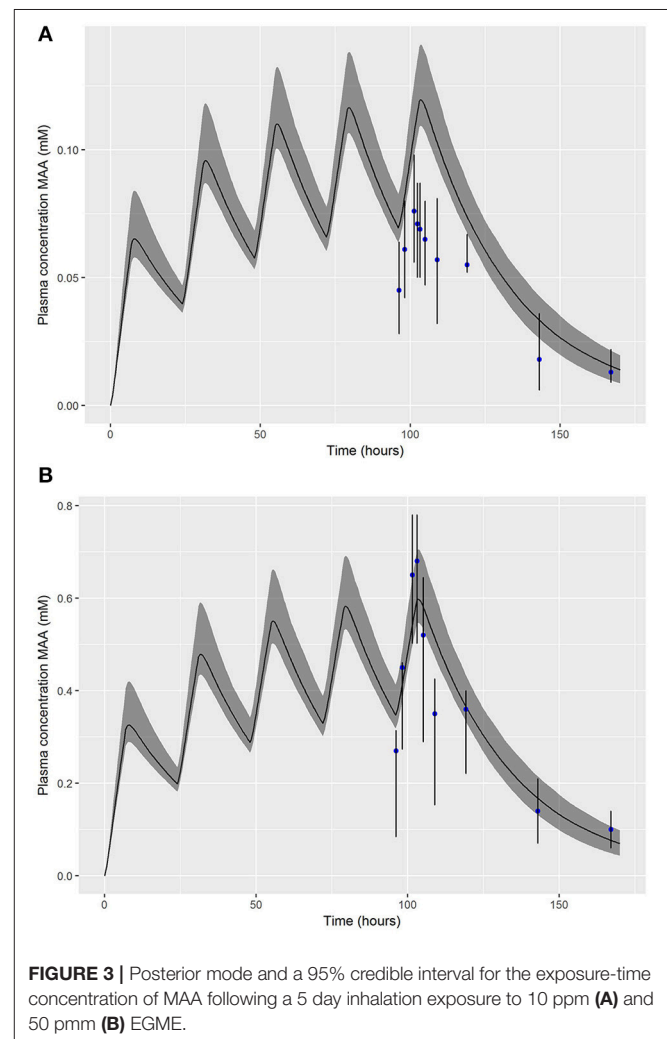 A
Plasma concentration MAA (mM)
0.10
0.05
0.00
0
50
100
150
Time (hours)
B
Plasma concentration MAA (mM)
0.8
0.6
0.4
0.2
0.0
0
50
100
150
Time (hours)
FIGURE 3 | Posterior mode and a 95% credible interval for the exposure-time
concentration of MAA following a 5 day inhalation exposure to 10 ppm (A) and
50 pmm (B) EGME.